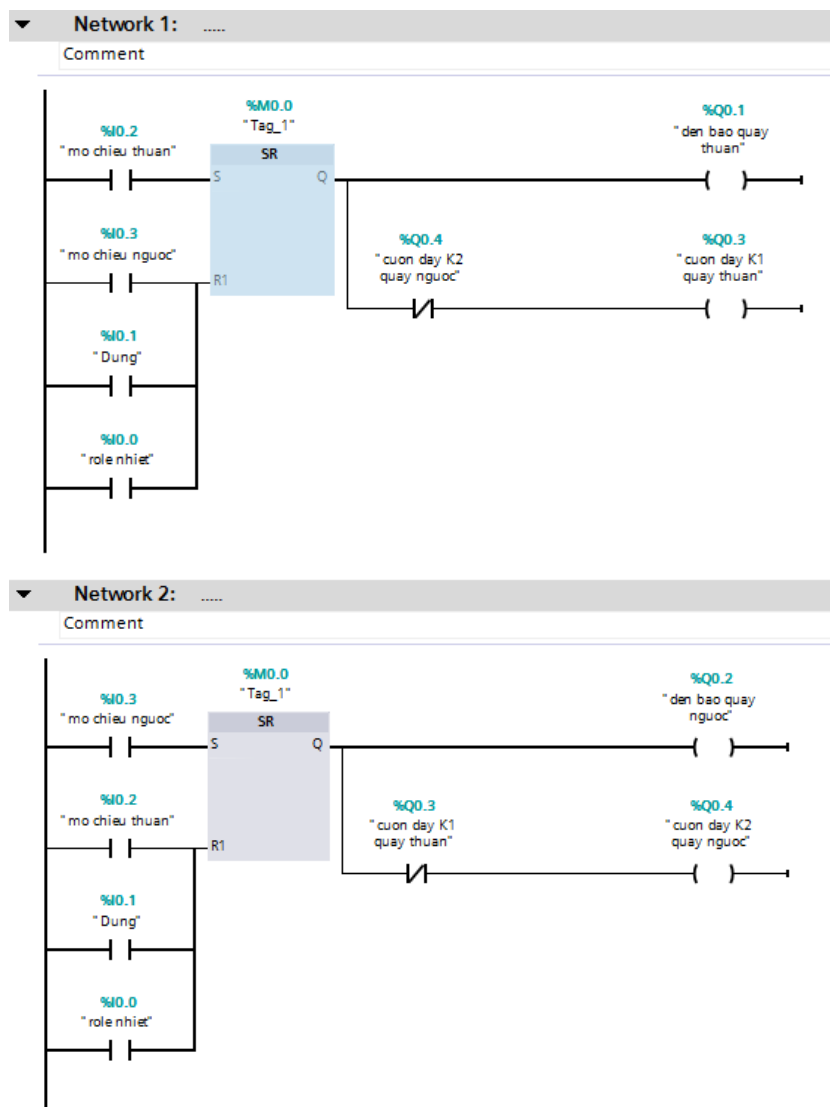 Network 1: .....
Comment
%M0.0
"Tag_1"
%I0.2
"mo chieu thuan"
SR
S
Q
%Q0.1
"den bao quay
thuan"
%I0.3
"mo chieu nguoc"
R1
%Q0.4
"cuon day K2
quay nguoc"
%Q0.3
"cuon day K1
quay thuan"
%I0.1
"Dung"
%I0.0
"role nhiet"
Network 2: .....
Comment
%M0.0
"Tag_1"
%I0.3
"mo chieu nguoc"
SR
S
Q
%Q0.2
"den bao quay
nguoc"
%I0.2
"mo chieu thuan"
R1
%Q0.3
"cuon day K1
quay thuan"
%Q0.4
"cuon day K2
quay nguoc"
%I0.1
"Dung"
%I0.0
"role nhiet"